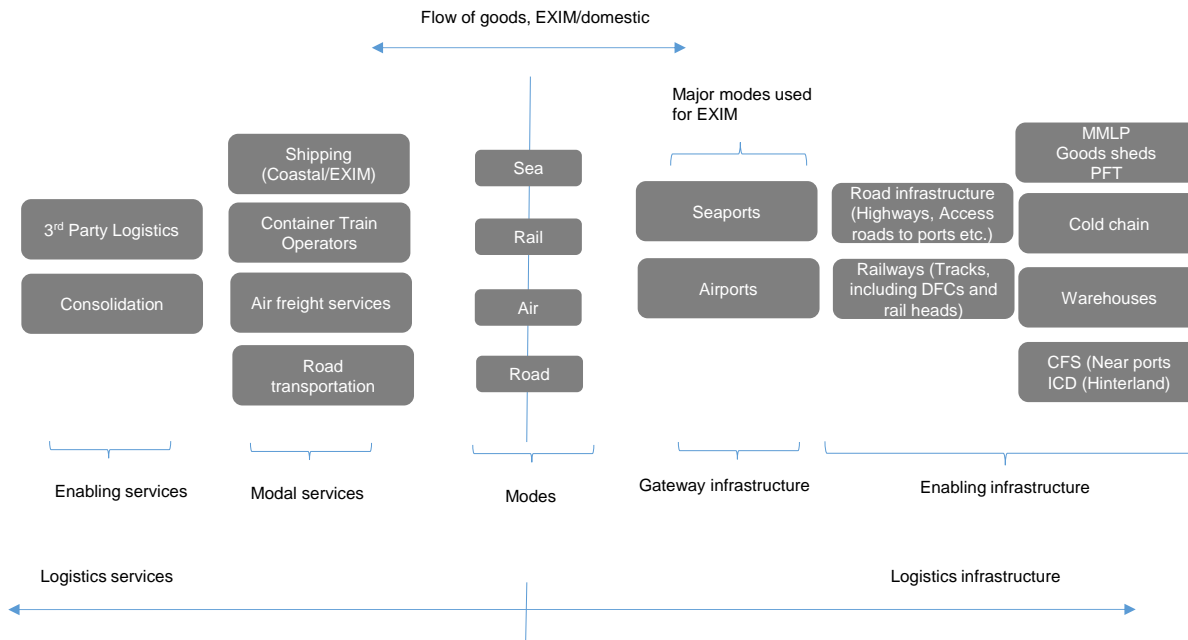 Flow of goods, EXIM/domestic
Major modes used
for EXIM
3rd Party Logistics
Consolidation
Shipping
(Coastal/EXIM)
Container Train
Operators
Air freight services
Road
transportation
Sea
Rail
Air
Road
Seaports
Airports
Road infrastructure
(Highways, Access
roads to ports etc.)
Railways (Tracks,
including DFCs and
rail heads)
MMLP
Goods sheds
PFT
Cold chain
Warehouses
CFS (Near ports
ICD (Hinterland)
Enabling services
Modal services
Modes
Gateway infrastructure
Enabling infrastructure
Logistics services
Logistics infrastructure